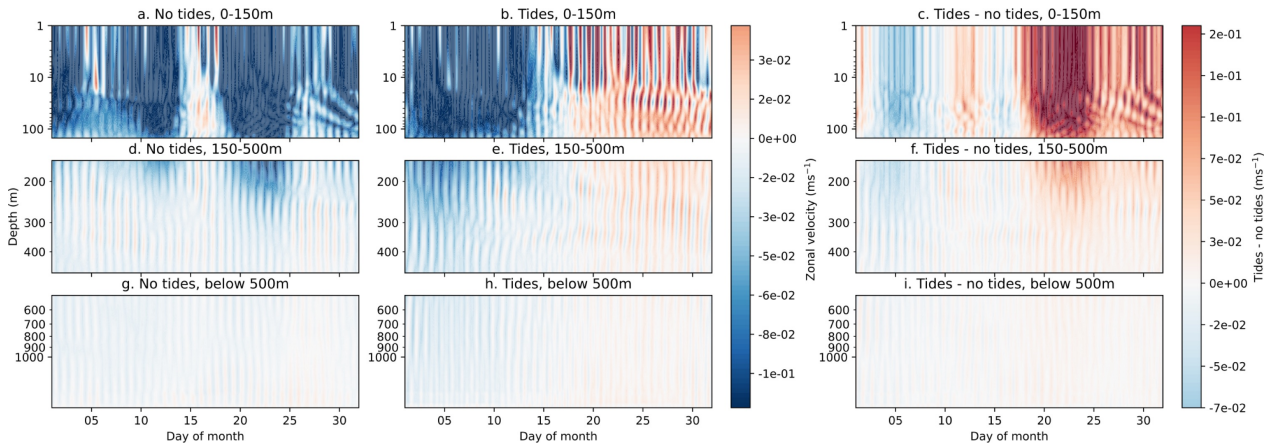 a. No tides, 0-150m
b. Tides, 0-150m
c. Tides - no tides, 0-150m
1
10
100
1
10
100
1
10
100
d. No tides, 150-500m
e. Tides, 150-500m
f. Tides - no tides, 150-500m
200
300
400
200
300
400
200
300
400
Depth (m)
g. No tides, below 500m
h. Tides, below 500m
i. Tides - no tides, below 500m
600
700
800
900
1000
600
700
800
900
1000
600
700
800
900
1000
05 10 15 20 25 30
05 10 15 20 25 30
05 10 15 20 25 30
Day of month
Day of month
Day of month
3e-02
2e-02
0e+00
-2e-02
-3e-02
-5e-02
-6e-02
-8e-02
-1e-01
Zonal velocity (ms⁻¹)
2e-01
1e-01
1e-01
7e-02
5e-02
3e-02
0e+00
-2e-02
-5e-02
-7e-02
Tides - no tides (ms⁻¹)